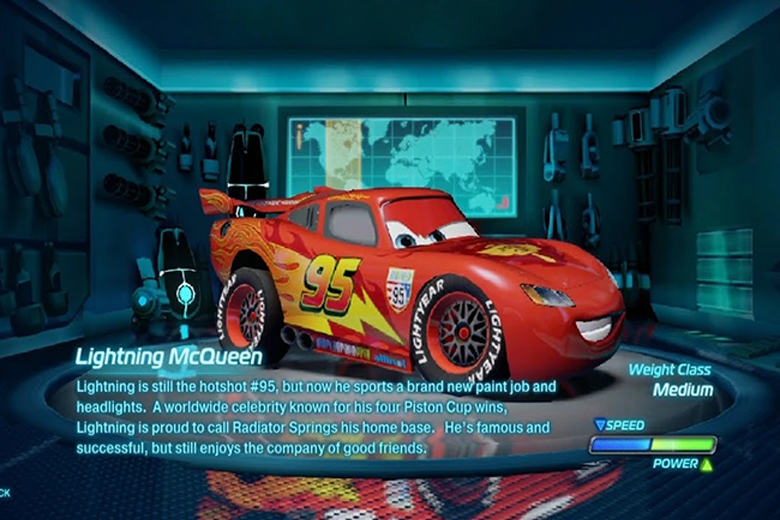 95
95
LIGHTYEAR
LIGHTYEAR
LIGHTYEAR
Lightning McQueen
Lightning is still the hotshot #95, but now he sports a brand new paint job and
headlights. A worldwide celebrity known for his four Piston Cup wins,
Lightning is proud to call Radiator Springs his home base. He's famous and
successful, but still enjoys the company of good friends.
Weight Class
Medium
SPEED
POWER
CK